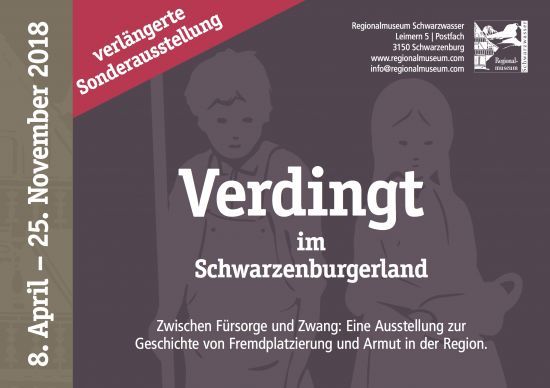 8. April – 25. November 2018
verlängerte
Sonderausstellung
Regionalmuseum Schwarzwasser
Leimern 5 | Postfach
3150 Schwarzenburg
www.regionalmuseum.com
info@regionalmuseum.com
Regional-
museum
schwarzwasser
Verdingt
im
Schwarzenburgerland
Zwischen Fürsorge und Zwang: Eine Ausstellung zur
Geschichte von Fremdplatzierung und Armut in der Region.